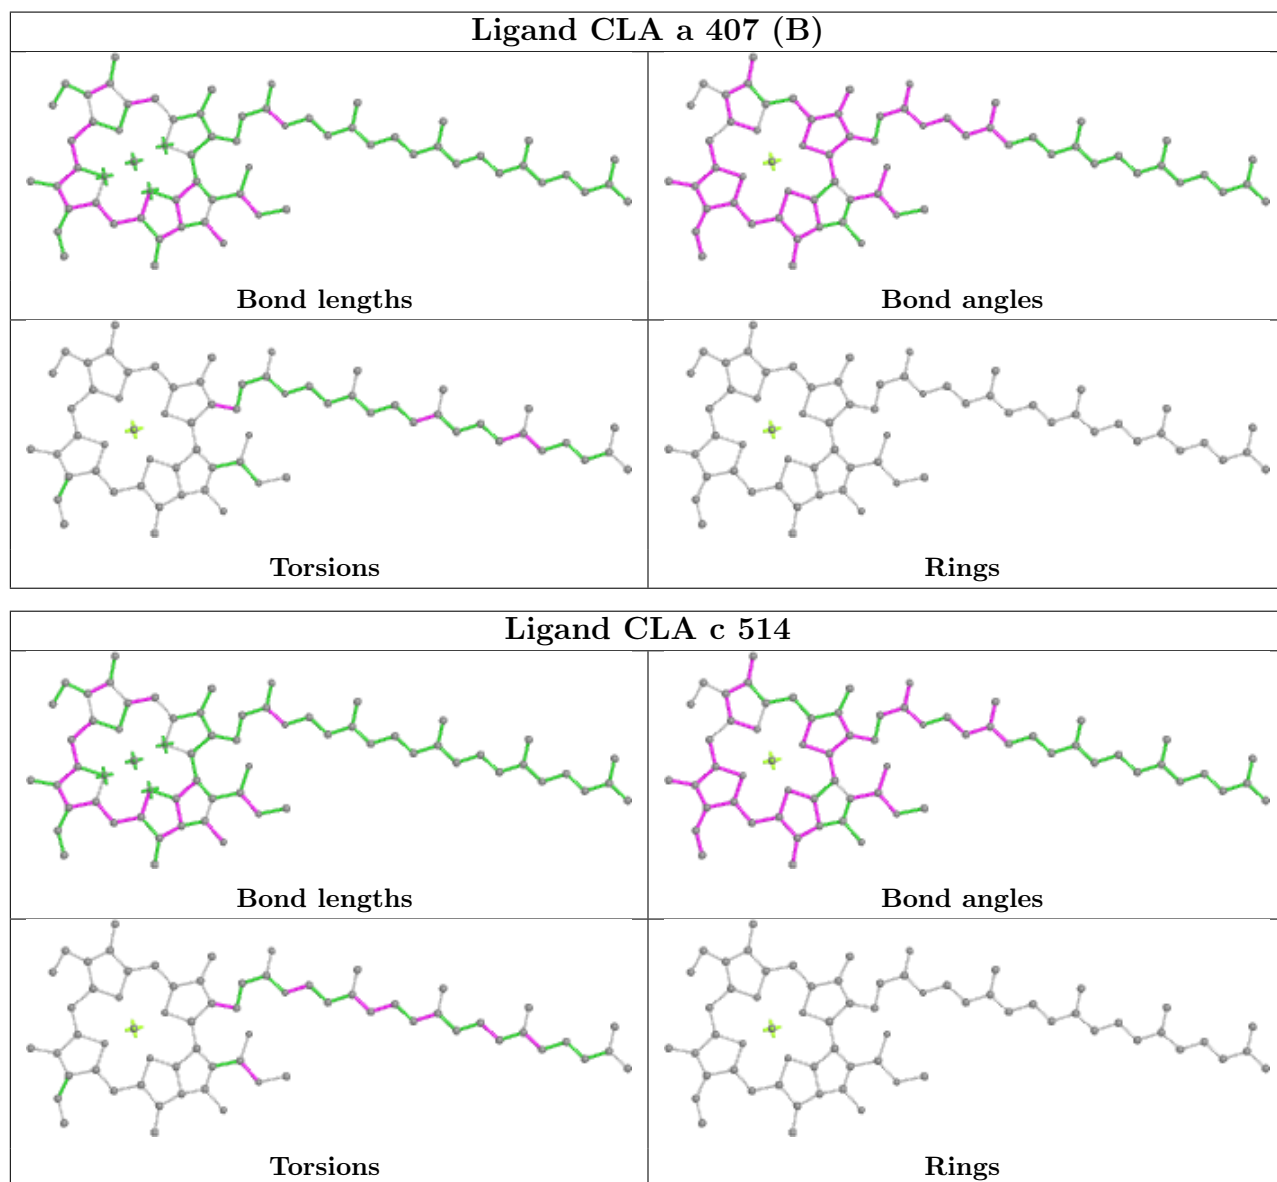 Ligand CLA a 407 (B)
Bond lengths
Bond angles
Torsions
Rings
Ligand CLA c 514
Bond lengths
Bond angles
Torsions
Rings